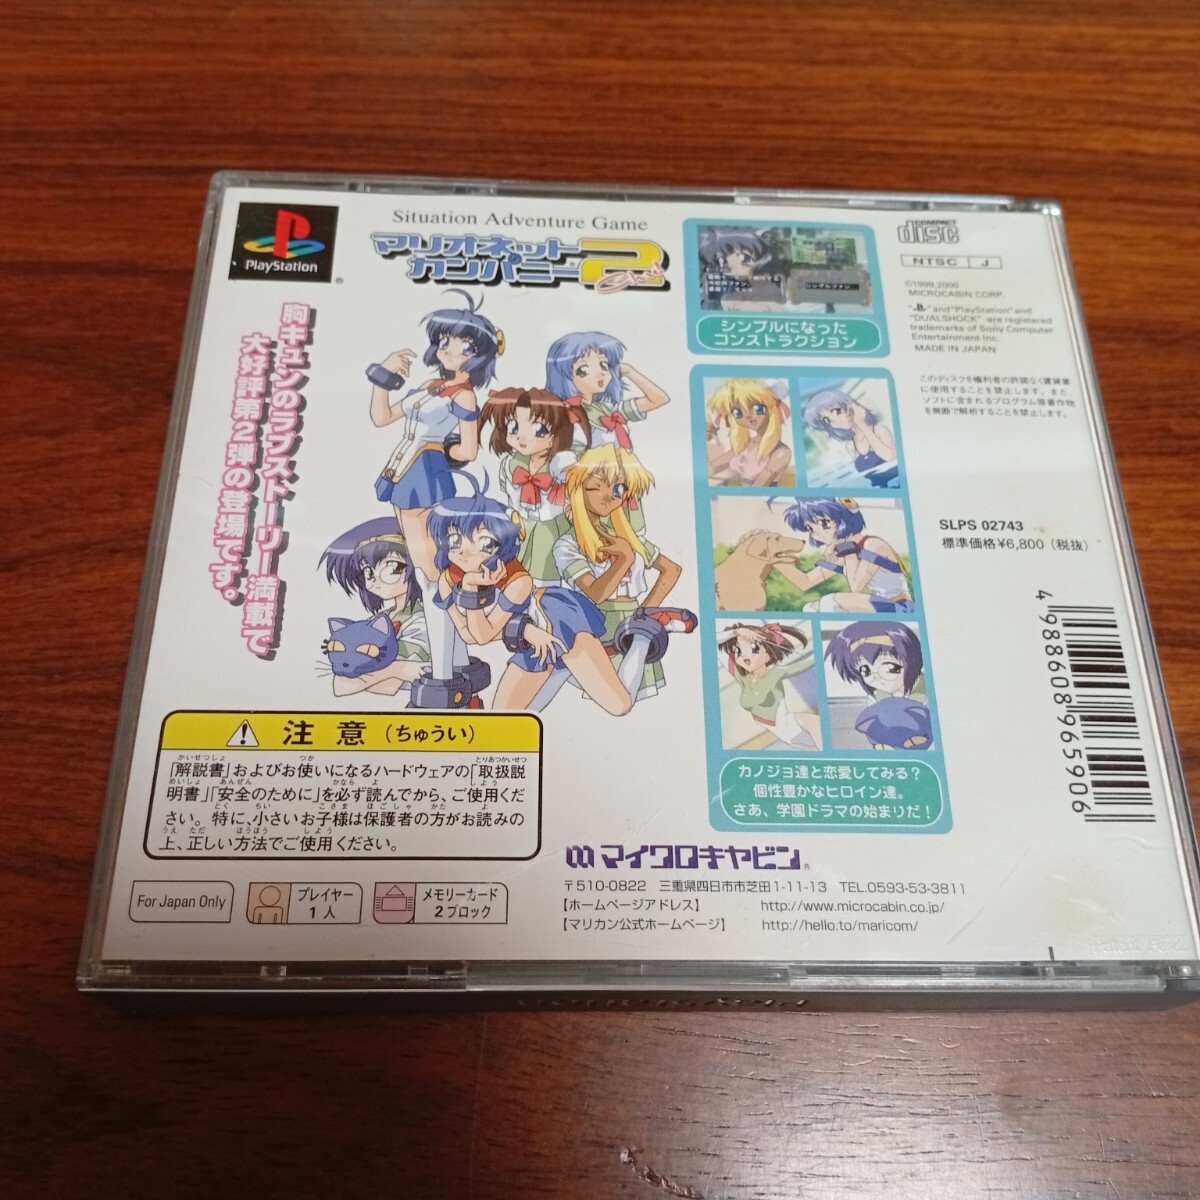 PlayStation
®
Situation Adventure Game
マリオネット
カンパニー2
Chu!
胸キュンのラブストーリー満載で
大好評第2弾の登場です。
シンプルになった
コンストラクション
COMPACT
disc
NTSC J
©1999,2000
MICROCABIN CORP.
"PS" and "PlayStation" and
"DUALSHOCK" are registered
trademarks of Sony Computer
Entertainment Inc.
MADE IN JAPAN
このディスクを権利者の許諾なく賃貸業
に使用することを禁止します。また、
ソフトに含まれるプログラム等著作物
を無断で解析することを禁止します。
SLPS 02743
標準価格¥6,800(税抜)
4 988608 965906
カノジョ達と恋愛してみる?
個性豊かなヒロイン達。
さあ、学園ドラマの始まりだ!
注意(ちゅうい)
「解説書」およびお使いになるハードウェアの「取扱説
明書」「安全のために」を必ず読んでから、ご使用くだ
さい。特に、小さいお子様は保護者の方がお読みの
上、正しい方法でご使用ください。
For Japan Only
プレイヤー
1人
メモリーカード
2ブロック
マイクロキャビン
〒510-0822 三重県四日市市芝田1-11-13 TEL.0593-53-3811
【ホームページアドレス】 http://www.microcabin.co.jp/
【マリカン公式ホームページ】 http://hello.to/maricom/